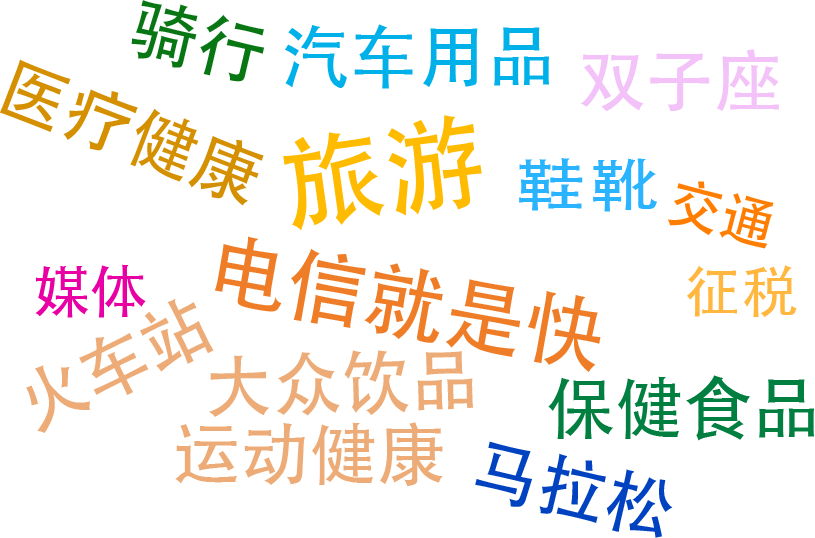 骑行
汽车用品
双子座
医疗健康
旅游
鞋靴
交通
电信就是快
媒体
征税
火车站
大众饮品
保健食品
运动健康
马拉松